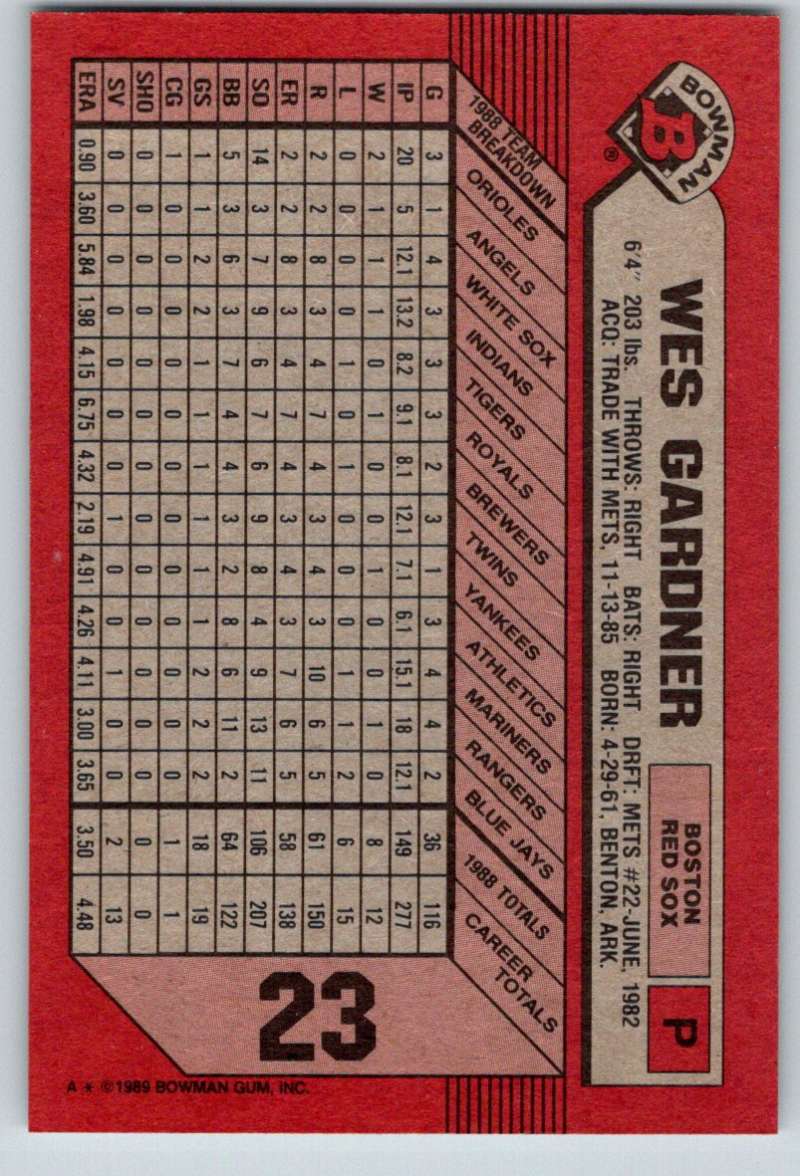 BOWMAN
B
®
WES GARDNER
BOSTON
RED SOX
P
6'4" 203 lbs. THROWS: RIGHT BATS: RIGHT DRFT: METS #22-JUNE, 1982
ACQ: TRADE WITH METS, 11-13-85 BORN: 4-29-61, BENTON, ARK.
1988 TEAM
BREAKDOWN
ORIOLES
ANGELS
WHITE SOX
INDIANS
TIGERS
ROYALS
BREWERS
TWINS
YANKEES
ATHLETICS
MARINERS
RANGERS
BLUE JAYS
1988 TOTALS
CAREER
TOTALS
G 3 1 4 3 3 3 2 3 1 3 4 4 2 36 116
IP 20 5 12.1 13.2 8.2 9.1 8.1 12.1 7.1 6.1 15.1 18 12.1 149 277
W 2 1 1 1 0 1 0 0 1 0 0 1 0 8 12
L 0 0 0 0 1 0 1 0 0 0 1 1 2 6 15
R 2 2 8 3 4 7 4 3 4 3 10 6 5 61 150
ER 2 2 8 3 4 7 4 3 4 3 7 6 5 58 138
SO 14 3 7 9 6 7 6 9 8 4 9 13 11 106 207
BB 5 3 6 3 7 4 4 3 2 8 6 11 2 64 122
GS 1 1 2 2 1 1 1 1 1 1 2 2 2 18 19
CG 1 0 0 0 0 0 0 0 0 0 0 0 0 1 1
SHO 0 0 0 0 0 0 0 0 0 0 0 0 0 0 0
SV 0 0 0 0 0 0 0 1 0 0 1 0 0 2 13
ERA 0.90 3.60 5.84 1.98 4.15 6.75 4.32 2.19 4.91 4.26 4.11 3.00 3.65 3.50 4.48
23
A * ©1989 BOWMAN GUM, INC.